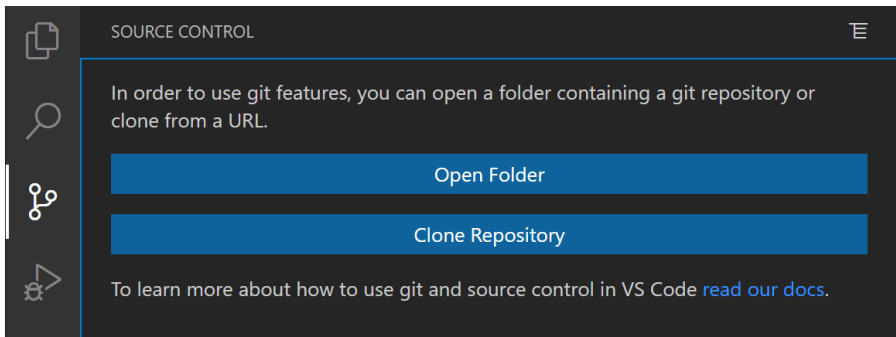 SOURCE CONTROL
In order to use git features, you can open a folder containing a git repository or
clone from a URL.
Open Folder
Clone Repository
To learn more about how to use git and source control in VS Code read our docs.